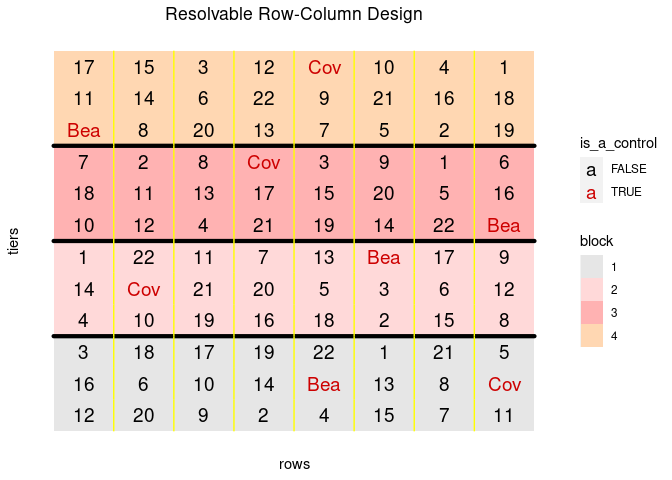 Resolvable Row-Column Design
17 15 3 12 Cov 10 4 1
11 14 6 22 9 21 16 18
Bea 8 20 13 7 5 2 19
7 2 8 Cov 3 9 1 6
18 11 13 17 15 20 5 16
10 12 4 21 19 14 22 Bea
1 22 11 7 13 Bea 17 9
14 Cov 21 20 5 3 6 12
4 10 19 16 18 2 15 8
3 18 17 19 22 1 21 5
16 6 10 14 Bea 13 8 Cov
12 20 9 2 4 15 7 11
tiers
rows
is_a_control
a FALSE
a TRUE
block
1
2
3
4